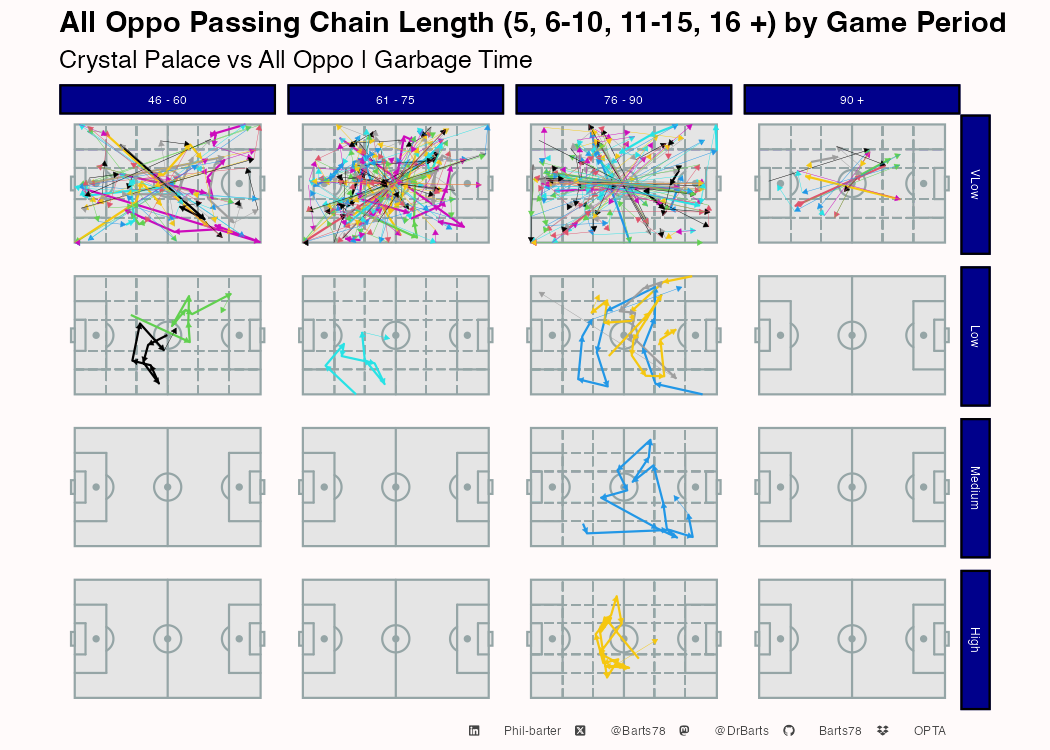 All Oppo Passing Chain Length (5, 6-10, 11-15, 16 +) by Game Period
Crystal Palace vs All Oppo | Garbage Time
46 - 60 61 - 75 76 - 90 90 +
VLow
Low
Medium
High
Phil-barter @Barts78 @DrBarts Barts78 OPTA